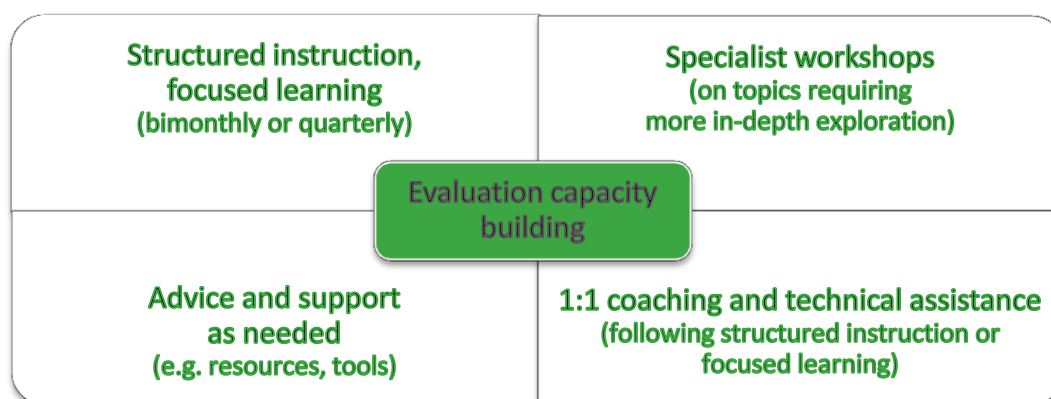 Structured instruction,
focused learning
(bimonthly or quarterly)
Specialist workshops
(on topics requiring
more in-depth exploration)
Evaluation capacity
building
Advice and support
as needed
(e.g. resources, tools)
1:1 coaching and technical assistance
(following structured instruction or
focused learning)